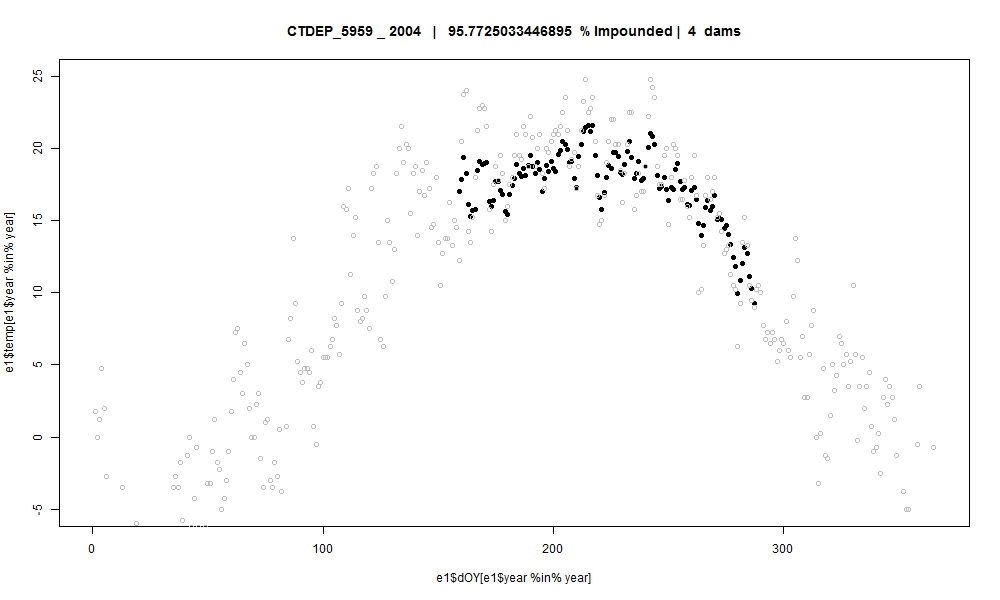 CTDEP_5959 _ 2004 | 95.7725033446895 % Impounded | 4 dams
25
20
15
10
5
0
-5
e1$temp[e1$year %in% year]
0 100 200 300
e1$dOY[e1$year %in% year]